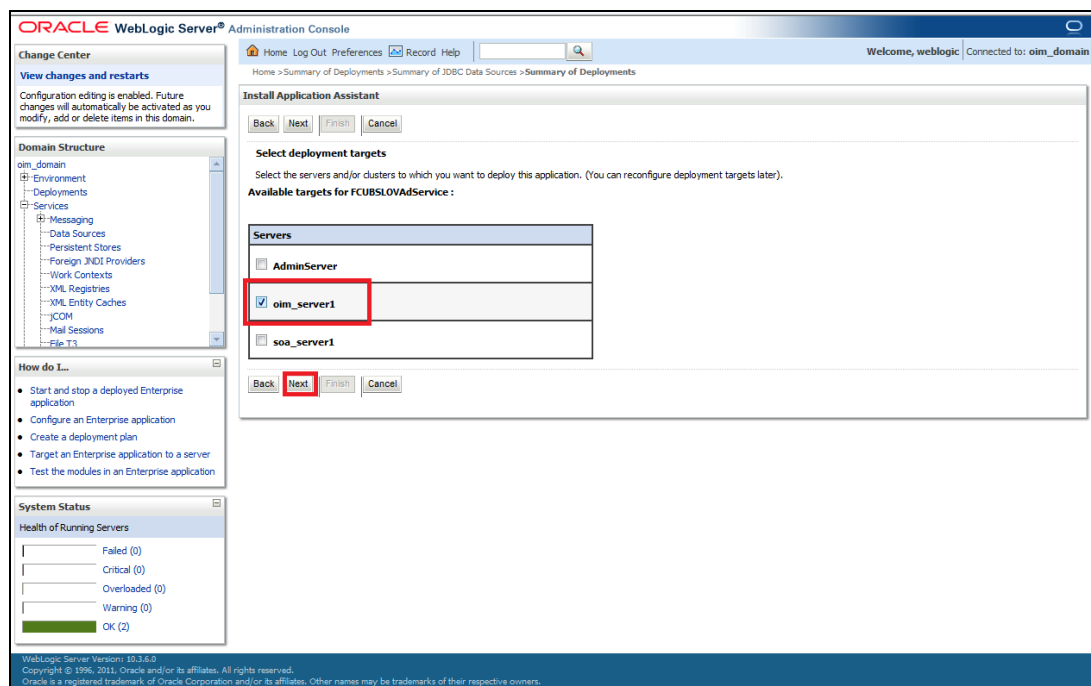 ORACLE WebLogic Server® Administration Console
Change Center
View changes and restarts
Configuration editing is enabled. Future
changes will automatically be activated as you
modify, add or delete items in this domain.
Domain Structure
oim_domain
Environment
Deployments
Services
Messaging
Data Sources
Persistent Stores
Foreign JNDI Providers
Work Contexts
XML Registries
XML Entity Caches
jCOM
Mail Sessions
File T3
How do I...
Start and stop a deployed Enterprise
application
Configure an Enterprise application
Create a deployment plan
Target an Enterprise application to a server
Test the modules in an Enterprise application
System Status
Health of Running Servers
Failed (0)
Critical (0)
Overloaded (0)
Warning (0)
OK (2)
Home Log Out Preferences Record Help
Welcome, weblogic Connected to: oim_domain
Home >Summary of Deployments >Summary of JDBC Data Sources >Summary of Deployments
Install Application Assistant
Back Next Finish Cancel
Select deployment targets
Select the servers and/or clusters to which you want to deploy this application. (You can reconfigure deployment targets later).
Available targets for FCUBSLOVAdService :
Servers
AdminServer
oim_server1
soa_server1
Back Next Finish Cancel
WebLogic Server Version: 10.3.6.0
Copyright © 1996, 2011, Oracle and/or its affiliates. All rights reserved.
Oracle is a registered trademark of Oracle Corporation and/or its affiliates. Other names may be trademarks of their respective owners.